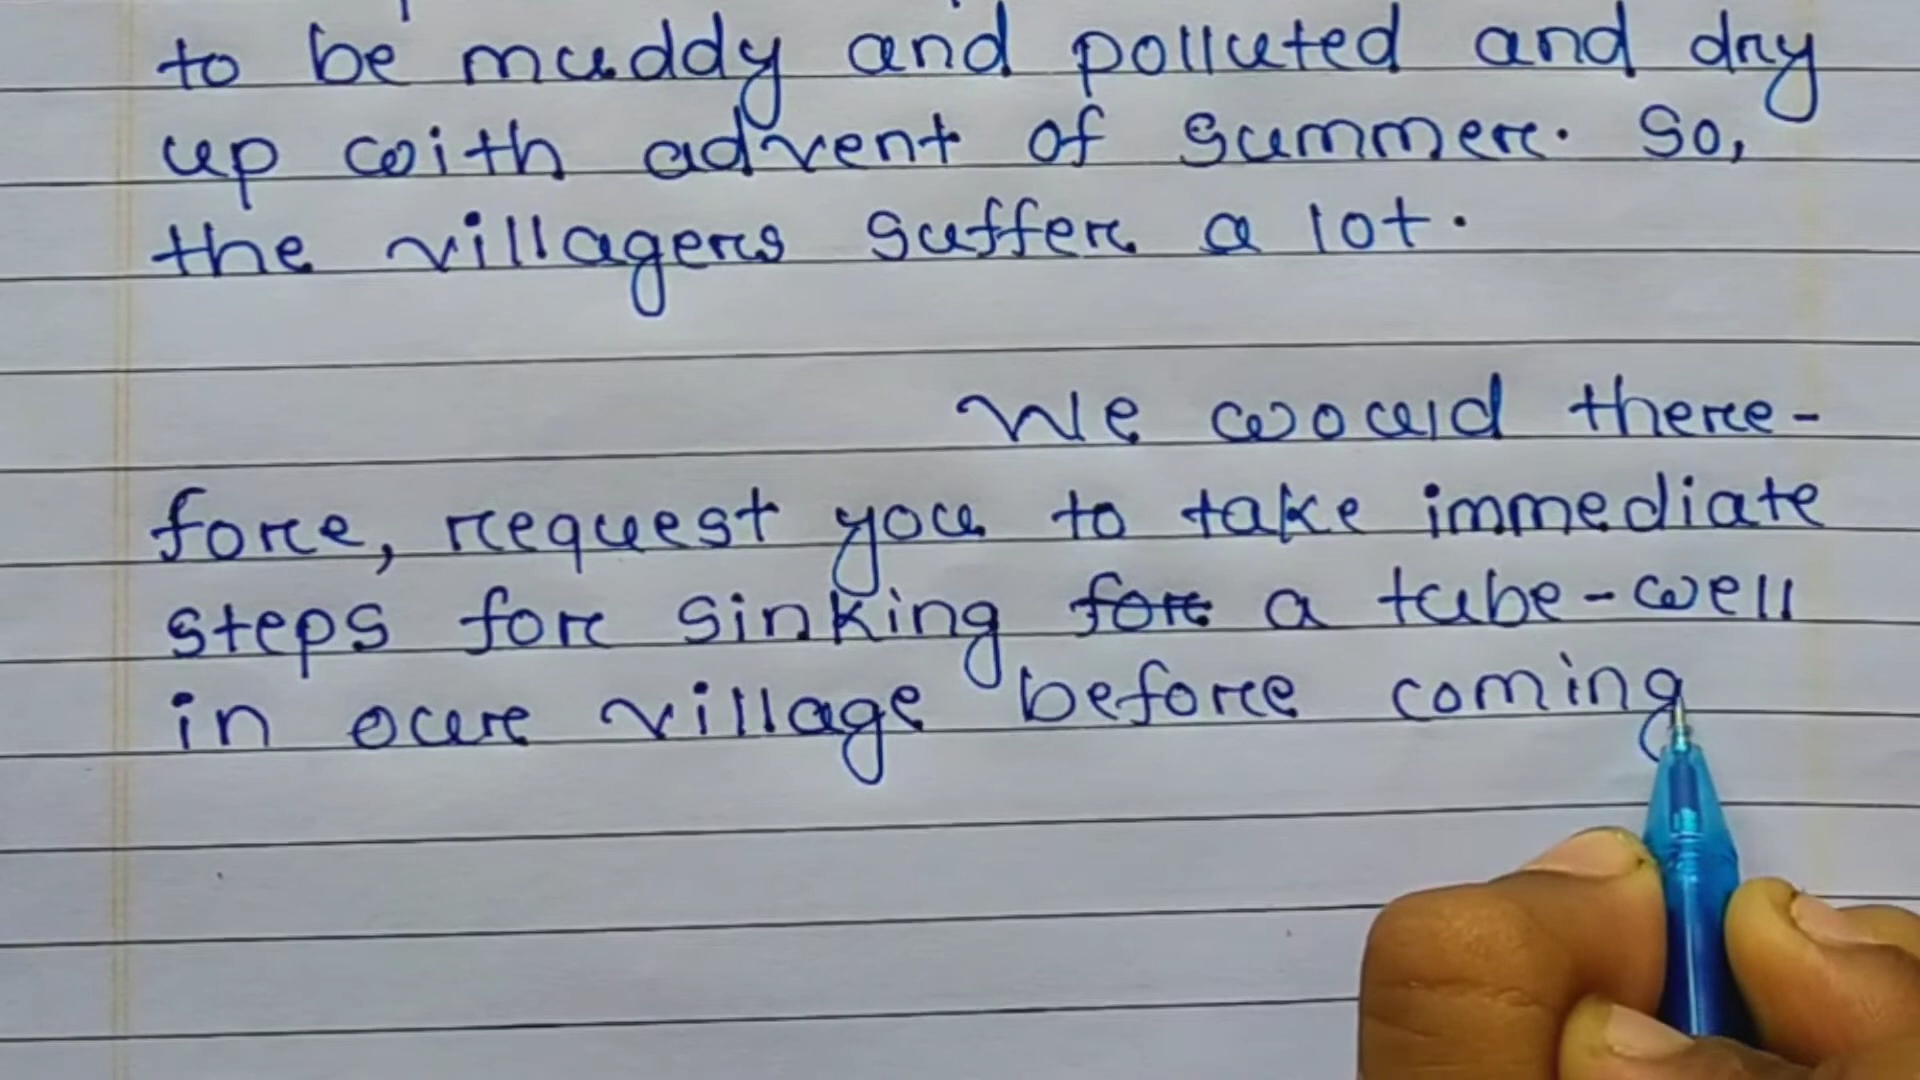 to be muddy and polluted and dry
up with advent of summer. So,
the villagers suffer a lot.
We would there-
fore, request you to take immediate
steps for sinking for a tube-well
in our village before coming